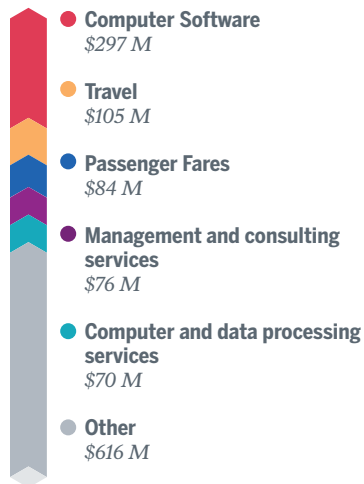 Computer Software
$297 M
Travel
$105 M
Passenger Fares
$84 M
Management and consulting
services
$76 M
Computer and data processing
services
$70 M
Other
$616 M